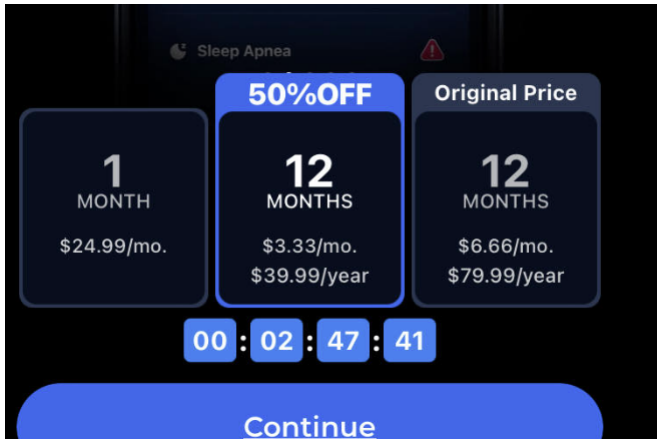 Sleep Apnea
50%OFF
Original Price
1
MONTH
$24.99/mo.
12
MONTHS
$3.33/mo.
$39.99/year
12
MONTHS
$6.66/mo.
$79.99/year
00 : 02 : 47 : 41
Continue